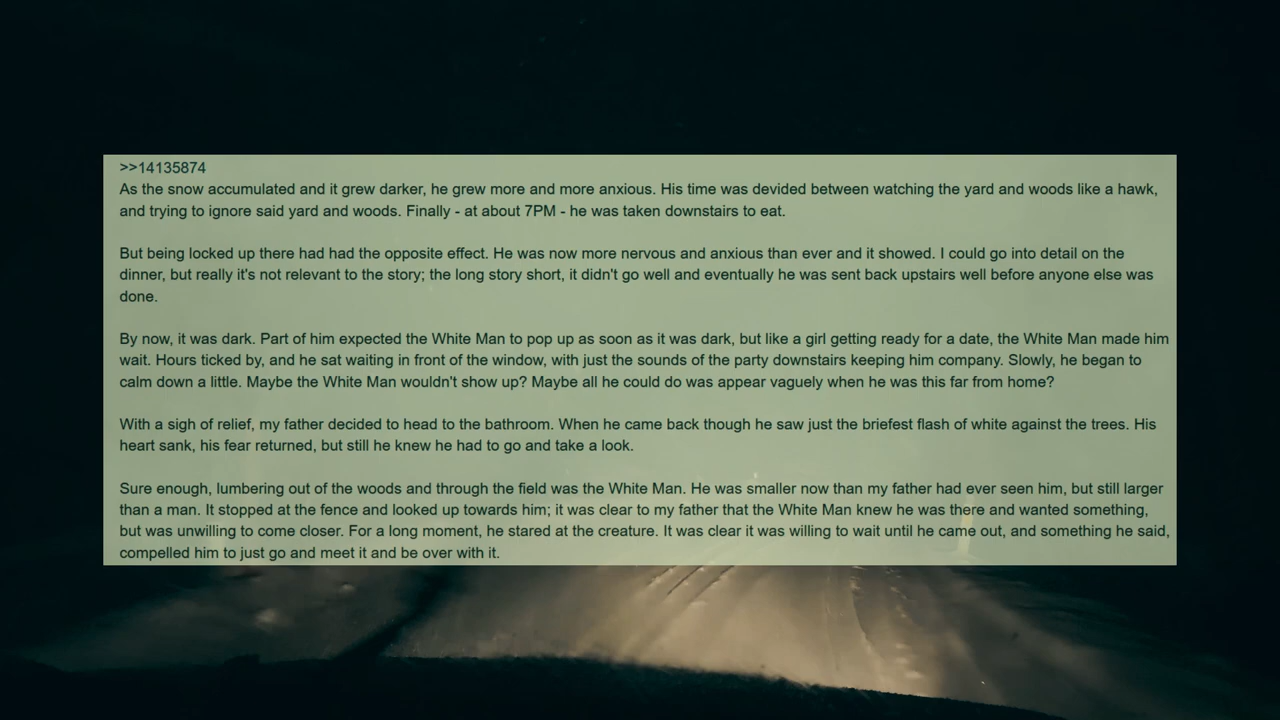 >>14135874
As the snow accumulated and it grew darker, he grew more and more anxious. His time was devided between watching the yard and woods like a hawk,
and trying to ignore said yard and woods. Finally - at about 7PM - he was taken downstairs to eat.
But being locked up there had had the opposite effect. He was now more nervous and anxious than ever and it showed. I could go into detail on the
dinner, but really it's not relevant to the story; the long story short, it didn't go well and eventually he was sent back upstairs well before anyone else was
done.
By now, it was dark. Part of him expected the White Man to pop up as soon as it was dark, but like a girl getting ready for a date, the White Man made him
wait. Hours ticked by, and he sat waiting in front of the window, with just the sounds of the party downstairs keeping him company. Slowly, he began to
calm down a little. Maybe the White Man wouldn't show up? Maybe all he could do was appear vaguely when he was this far from home?
With a sigh of relief, my father decided to head to the bathroom. When he came back though he saw just the briefest flash of white against the trees. His
heart sank, his fear returned, but still he knew he had to go and take a look.
Sure enough, lumbering out of the woods and through the field was the White Man. He was smaller now than my father had ever seen him, but still larger
than a man. It stopped at the fence and looked up towards him; it was clear to my father that the White Man knew he was there and wanted something,
but was unwilling to come closer. For a long moment, he stared at the creature. It was clear it was willing to wait until he came out, and something he said,
compelled him to just go and meet it and be over with it.